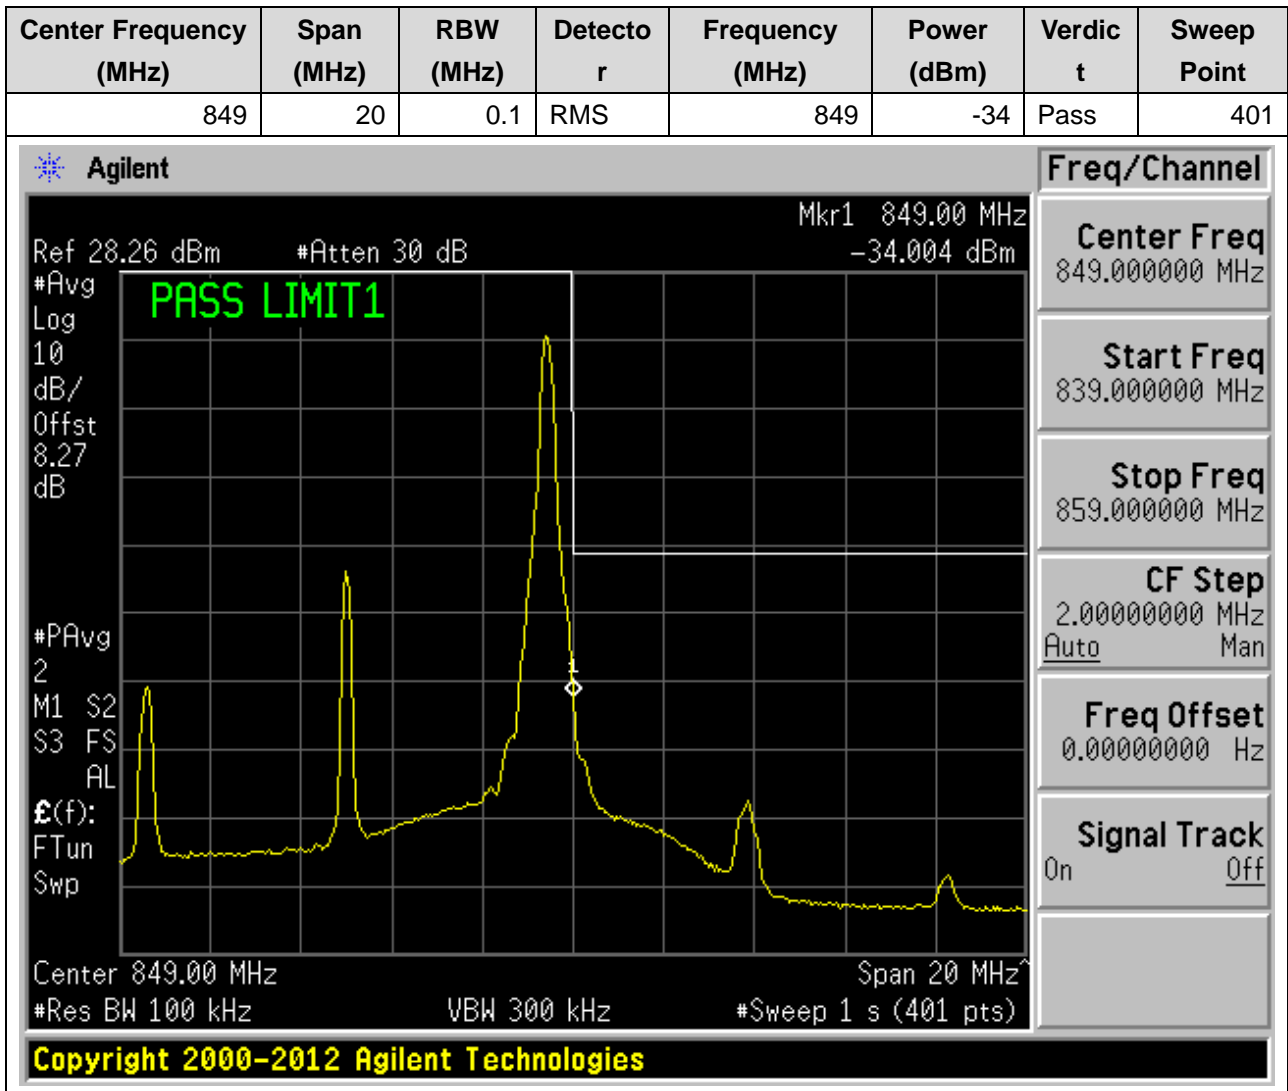 Center Frequency (MHz) Span (MHz) RBW (MHz) Detecto r Frequency (MHz) Power (dBm) Verdic t Sweep Point
849 20 0.1 RMS 849 -34 Pass 401
Agilent
Freq/Channel
Mkr1 849.00 MHz
Ref 28.26 dBm #Atten 30 dB -34.004 dBm
#Avg
Log
10
dB/
Offst
8.27
dB
PASS LIMIT1
1
#PAvg
2
M1 S2
S3 FS
AL
£(f):
FTun
Swp
Center 849.00 MHz Span 20 MHz^
#Res BW 100 kHz VBW 300 kHz #Sweep 1 s (401 pts)
Center Freq
849.000000 MHz
Start Freq
839.000000 MHz
Stop Freq
859.000000 MHz
CF Step
2.00000000 MHz
Auto Man
Freq Offset
0.00000000 Hz
Signal Track
On Off
Copyright 2000-2012 Agilent Technologies